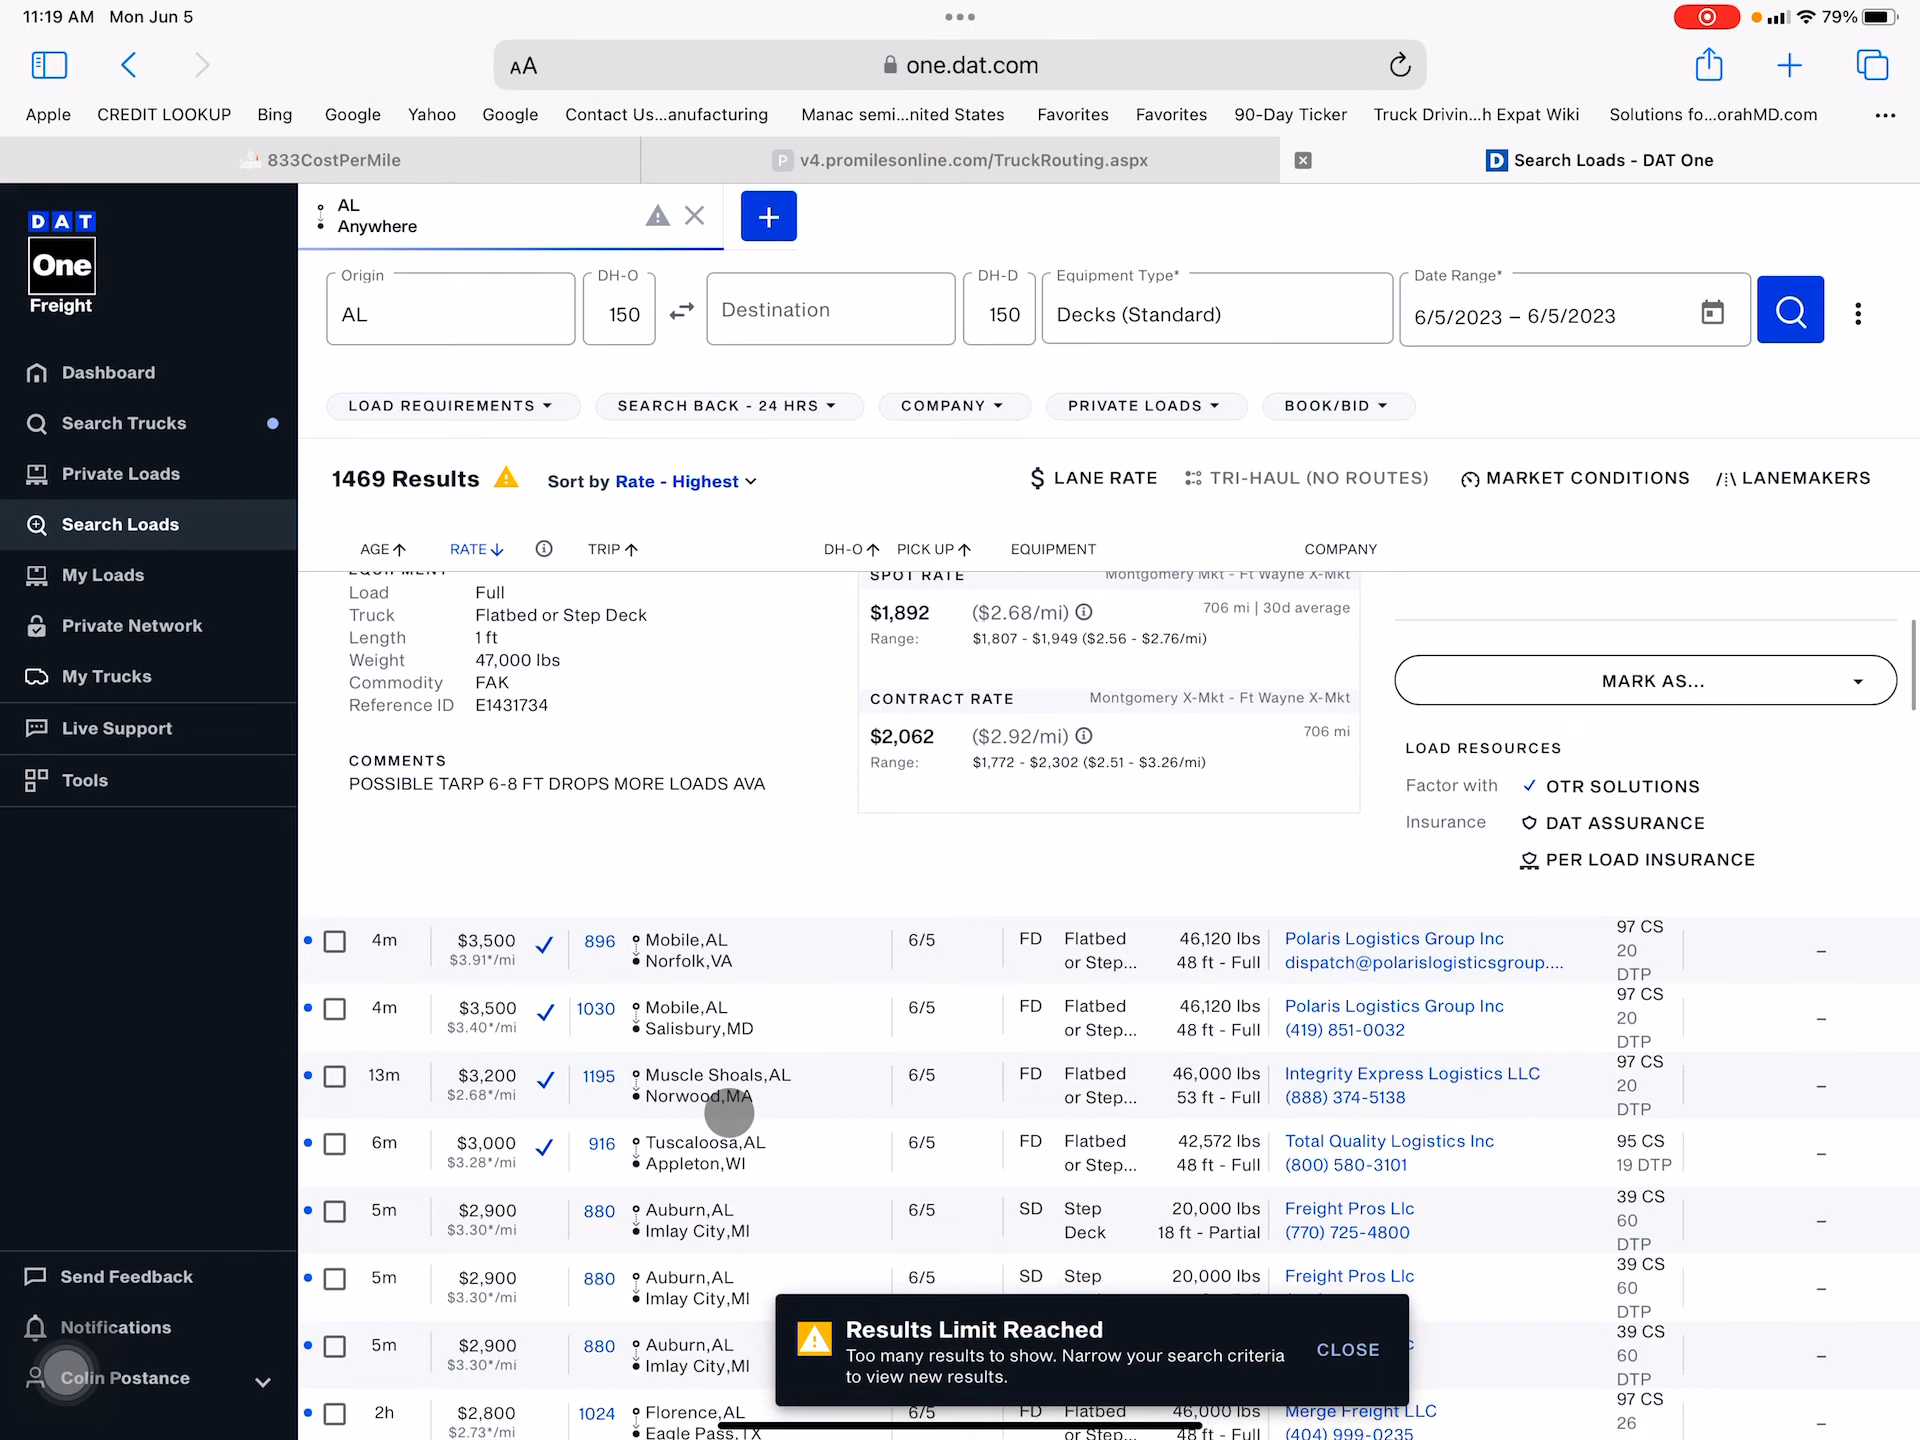 11:19 AM Mon Jun 5
79%
AA one.dat.com
Apple CREDIT LOOKUP Bing Google Yahoo Google Contact Us...anufacturing Manac semi...nited States Favorites Favorites 90-Day Ticker Truck Drivin...h Expat Wiki Solutions fo...orahMD.com
833CostPerMile
P v4.promilesonline.com/TruckRouting.aspx
D Search Loads - DAT One
DAT
One
Freight
Dashboard
Search Trucks
Private Loads
Search Loads
My Loads
Private Network
My Trucks
Live Support
Tools
Send Feedback
Notifications
Colin Postance
AL
Anywhere
Origin
AL
DH-O
150
Destination
DH-D
150
Equipment Type*
Decks (Standard)
Date Range*
6/5/2023 – 6/5/2023
LOAD REQUIREMENTS SEARCH BACK - 24 HRS COMPANY PRIVATE LOADS BOOK/BID
1469 Results
Sort by Rate - Highest
LANE RATE TRI-HAUL (NO ROUTES) MARKET CONDITIONS LANEMAKERS
AGE RATE TRIP DH-O PICK UP EQUIPMENT COMPANY
EQUIPMENT
Load Full
Truck Flatbed or Step Deck
Length 1 ft
Weight 47,000 lbs
Commodity FAK
Reference ID E1431734
COMMENTS
POSSIBLE TARP 6-8 FT DROPS MORE LOADS AVA
SPOT RATE Montgomery Mkt - Ft Wayne X-Mkt
$1,892 ($2.68/mi) 706 mi | 30d average
Range: $1,807 - $1,949 ($2.56 - $2.76/mi)
CONTRACT RATE Montgomery X-Mkt - Ft Wayne X-Mkt
$2,062 ($2.92/mi) 706 mi
Range: $1,772 - $2,302 ($2.51 - $3.26/mi)
MARK AS...
LOAD RESOURCES
Factor with OTR SOLUTIONS
Insurance DAT ASSURANCE
PER LOAD INSURANCE
4m $3,500 896 Mobile,AL 6/5 FD Flatbed 46,120 lbs Polaris Logistics Group Inc 97 CS
$3.91*/mi Norfolk,VA or Step... 48 ft - Full dispatch@polarislogisticsgroup.... 20 DTP –
4m $3,500 1030 Mobile,AL 6/5 FD Flatbed 46,120 lbs Polaris Logistics Group Inc 97 CS
$3.40*/mi Salisbury,MD or Step... 48 ft - Full (419) 851-0032 20 DTP –
13m $3,200 1195 Muscle Shoals,AL 6/5 FD Flatbed 46,000 lbs Integrity Express Logistics LLC 97 CS
$2.68*/mi Norwood,MA or Step... 53 ft - Full (888) 374-5138 20 DTP –
6m $3,000 916 Tuscaloosa,AL 6/5 FD Flatbed 42,572 lbs Total Quality Logistics Inc 95 CS
$3.28*/mi Appleton,WI or Step... 48 ft - Full (800) 580-3101 19 DTP –
5m $2,900 880 Auburn,AL 6/5 SD Step 20,000 lbs Freight Pros Llc 39 CS
$3.30*/mi Imlay City,MI Deck 18 ft - Partial (770) 725-4800 60 DTP –
5m $2,900 880 Auburn,AL 6/5 SD Step 20,000 lbs Freight Pros Llc 39 CS
$3.30*/mi Imlay City,MI 60 DTP –
5m $2,900 880 Auburn,AL 39 CS
$3.30*/mi Imlay City,MI 60 DTP –
2h $2,800 1024 Florence,AL 6/5 FD Flatbed 46,000 lbs Merge Freight LLC 97 CS
$2.73*/mi Eagle Pass,TX or Step... 48 ft - Full (404) 999-0235 26 –
Results Limit Reached
Too many results to show. Narrow your search criteria
to view new results.
CLOSE